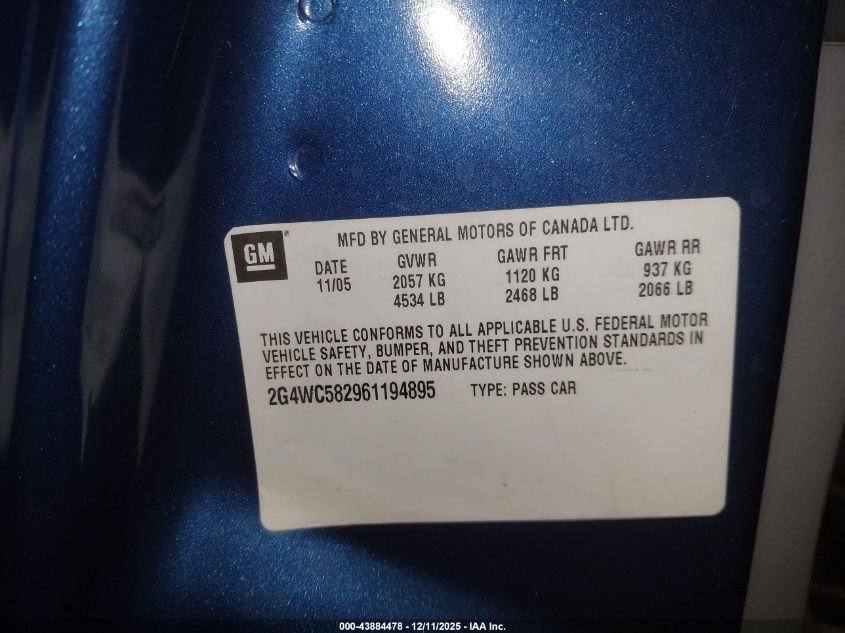 GM
®
MFD BY GENERAL MOTORS OF CANADA LTD.
DATE GVWR GAWR FRT GAWR RR
11/05 2057 KG 1120 KG 937 KG
4534 LB 2468 LB 2066 LB
THIS VEHICLE CONFORMS TO ALL APPLICABLE U.S. FEDERAL MOTOR
VEHICLE SAFETY, BUMPER, AND THEFT PREVENTION STANDARDS IN
EFFECT ON THE DATE OF MANUFACTURE SHOWN ABOVE.
2G4WC582961194895 TYPE: PASS CAR
000-43884478 - 12/11/2025 - IAA Inc.